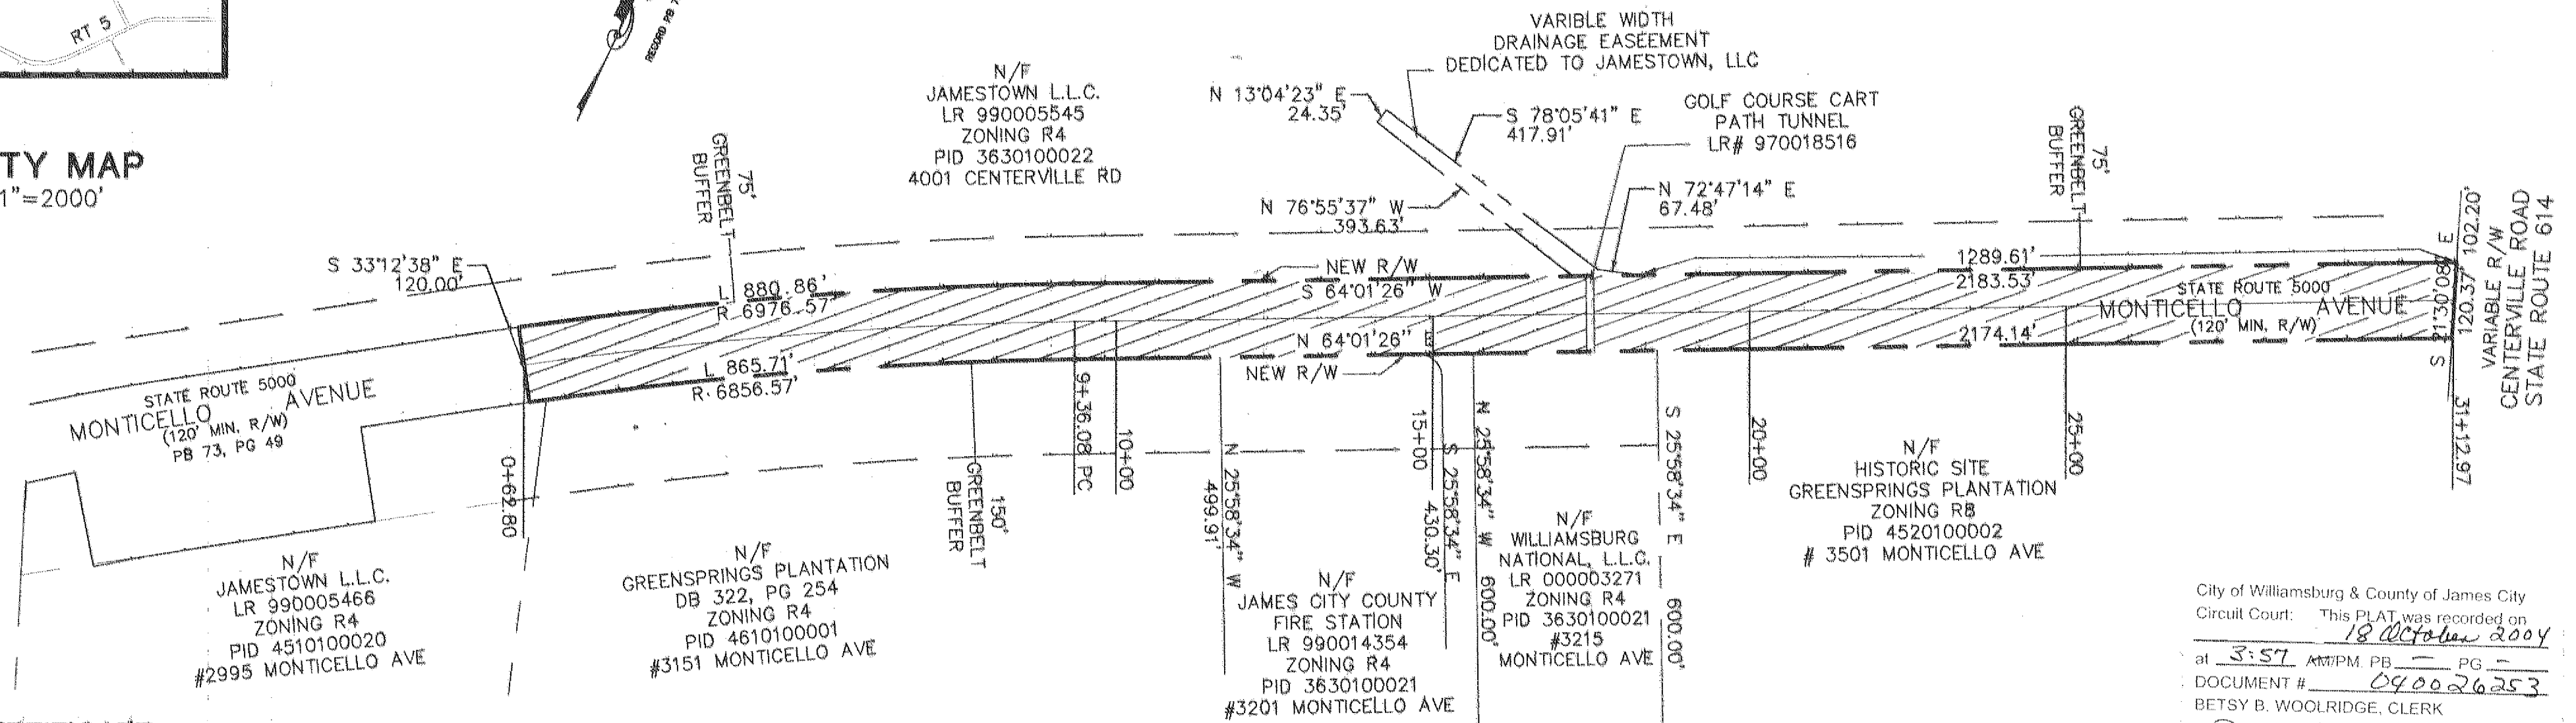 RT 5
TY MAP
1"=2000'
RECORD PB 7
N/F
JAMESTOWN L.L.C.
LR 990005545
ZONING R4
PID 3630100022
4001 CENTERVILLE RD
VARIBLE WIDTH
DRAINAGE EASEEMENT
DEDICATED TO JAMESTOWN, LLC
N 13°04'23" E
24.35'
S 78°05'41" E
417.91'
GOLF COURSE CART
PATH TUNNEL
LR# 970018516
N 72°47'14" E
67.48'
N 76°55'37" W
393.63'
75'
GREENBELT
BUFFER
75'
GREENBELT
BUFFER
S 33°12'38" E
120.00'
L 880.86'
R 6976.57'
NEW R/W
S 64°01'26" W
1289.61'
2183.53'
STATE ROUTE 5000
MONTICELLO AVENUE
(120' MIN. R/W)
2174.14'
N 64°01'26" E
NEW R/W
L 865.71'
R 6856.57'
S 21°30'08" E
120.37' 102.20'
VARIABLE R/W
CENTERVILLE ROAD
STATE ROUTE 614
STATE ROUTE 5000
MONTICELLO AVENUE
(120' MIN. R/W)
PB 73, PG 49
0+62.80
150'
GREENBELT
BUFFER
9+36.08 PC
10+00
N 25°58'34" W
499.91'
15+00
S 25°58'34" E
430.30'
N 25°58'34" W 600.00'
S 25°58'34" E 600.00'
20+00
25+00
31+12.97
N/F
JAMESTOWN L.L.C.
LR 990005466
ZONING R4
PID 4510100020
#2995 MONTICELLO AVE
N/F
GREENSPRINGS PLANTATION
DB 322, PG 254
ZONING R4
PID 4610100001
#3151 MONTICELLO AVE
N/F
JAMES CITY COUNTY
FIRE STATION
LR 990014354
ZONING R4
PID 3630100021
#3201 MONTICELLO AVE
N/F
WILLIAMSBURG
NATIONAL, L.L.C.
LR 000003271
ZONING R4
PID 3630100021
#3215
MONTICELLO AVE
N/F
HISTORIC SITE
GREENSPRINGS PLANTATION
ZONING R8
PID 4520100002
# 3501 MONTICELLO AVE
City of Williamsburg & County of James City
Circuit Court: This PLAT was recorded on
18 October 2004
at 3:57 AM/PM. PB - PG -
DOCUMENT # 040026253
BETSY B. WOOLRIDGE, CLERK